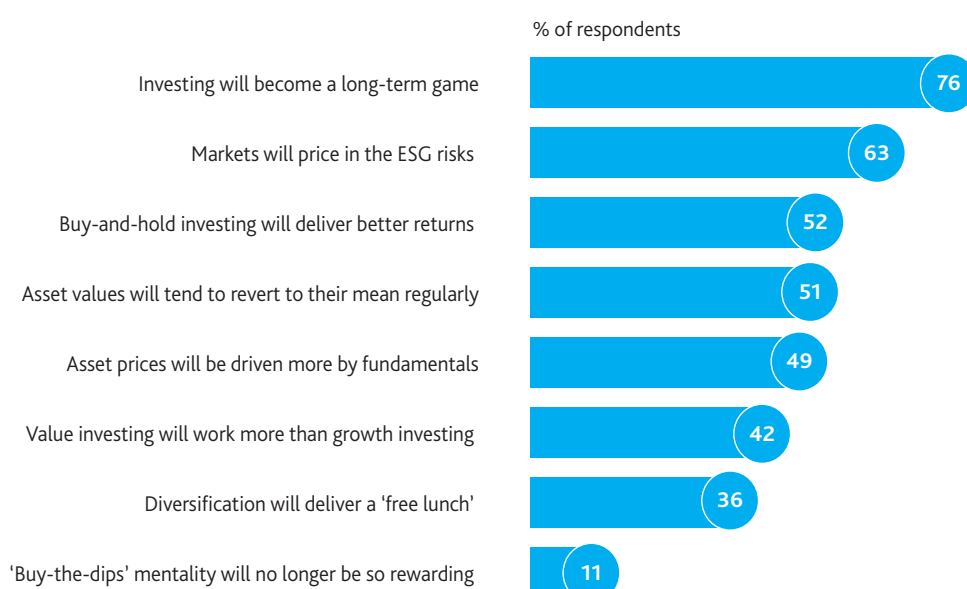 % of respondents
Investing will become a long-term game 76
Markets will price in the ESG risks 63
Buy-and-hold investing will deliver better returns 52
Asset values will tend to revert to their mean regularly 51
Asset prices will be driven more by fundamentals 49
Value investing will work more than growth investing 42
Diversification will deliver a ‘free lunch’ 36
‘Buy-the-dips’ mentality will no longer be so rewarding 11